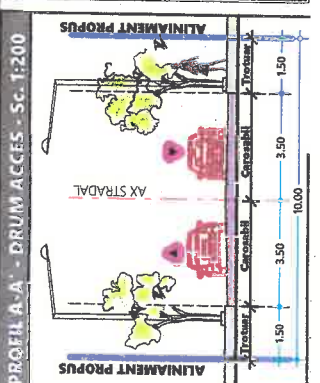 PROFIL A-A' - DRUM ACCES - Sc. 1:200
ALINIAMENT PROPUS
ALINIAMENT PROPUS
AX STRADAL
Trotuar
Carosabil
Carosabil
Trotuar
1.50
3.50
3.50
1.50
10.00